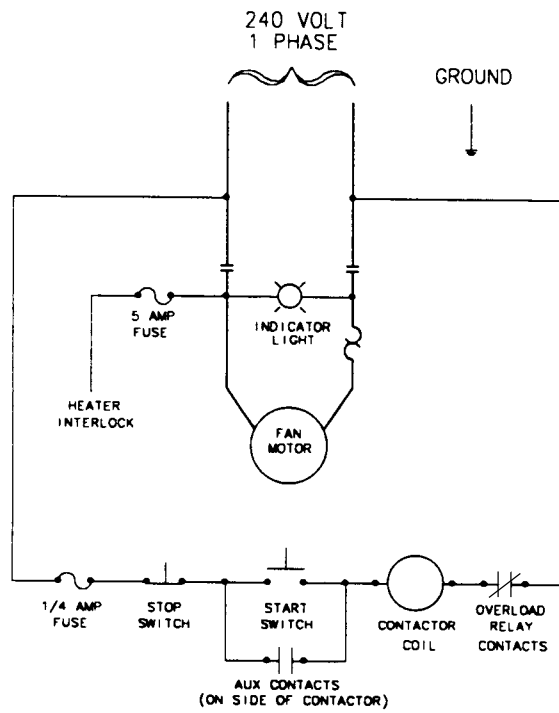 240 VOLT
1 PHASE
GROUND
5 AMP
FUSE
INDICATOR
LIGHT
HEATER
INTERLOCK
FAN
MOTOR
1/4 AMP
FUSE
STOP
SWITCH
START
SWITCH
CONTACTOR
COIL
OVERLOAD
RELAY
CONTACTS
AUX CONTACTS
(ON SIDE OF CONTACTOR)